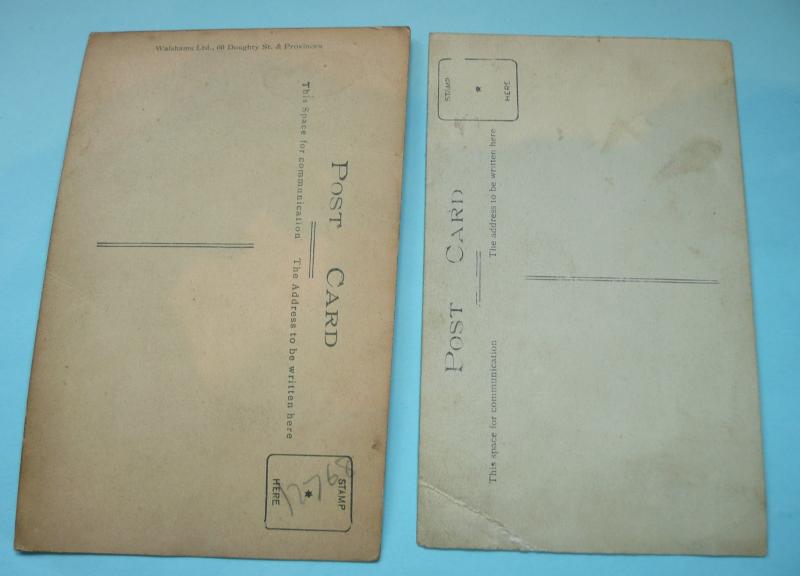 Walshams Ltd., 60 Doughty St. & Provinces
POST CARD
This Space for communication The Address to be written here
STAMP
HERE
POST CARD
This space for communication The address to be written here
STAMP
HERE